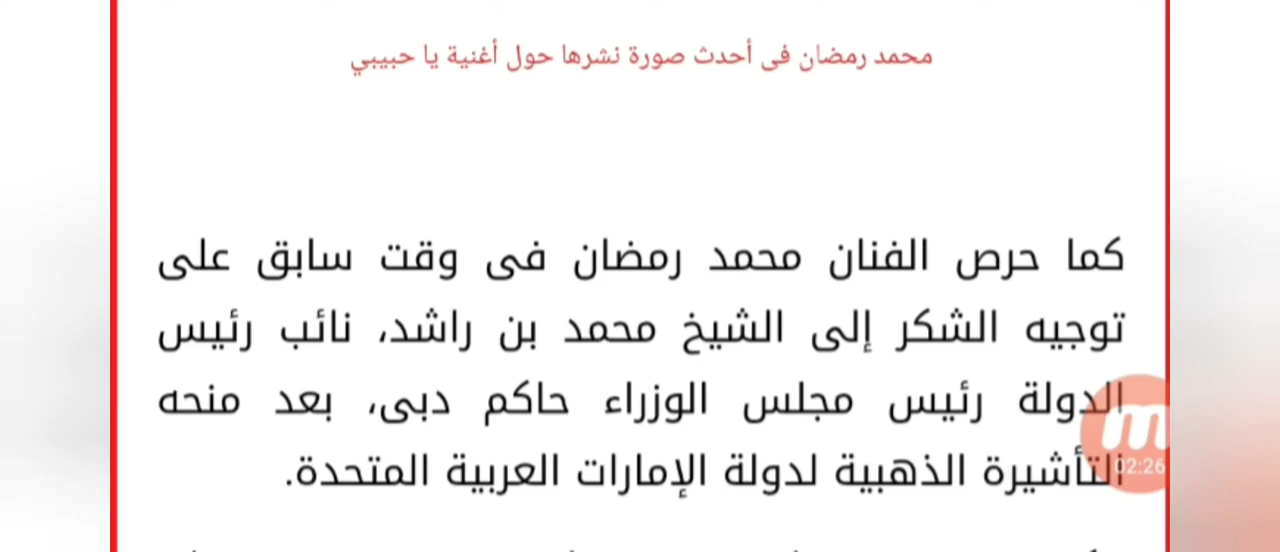 محمد رمضان فى أحدث صورة نشرها حول أغنية يا حبيبي
كما حرص الفنان محمد رمضان فى وقت سابق على
توجيه الشكر إلى الشيخ محمد بن راشد، نائب رئيس
الدولة رئيس مجلس الوزراء حاكم دبى، بعد منحه
التأشيرة الذهبية لدولة الإمارات العربية المتحدة.
m
02:26